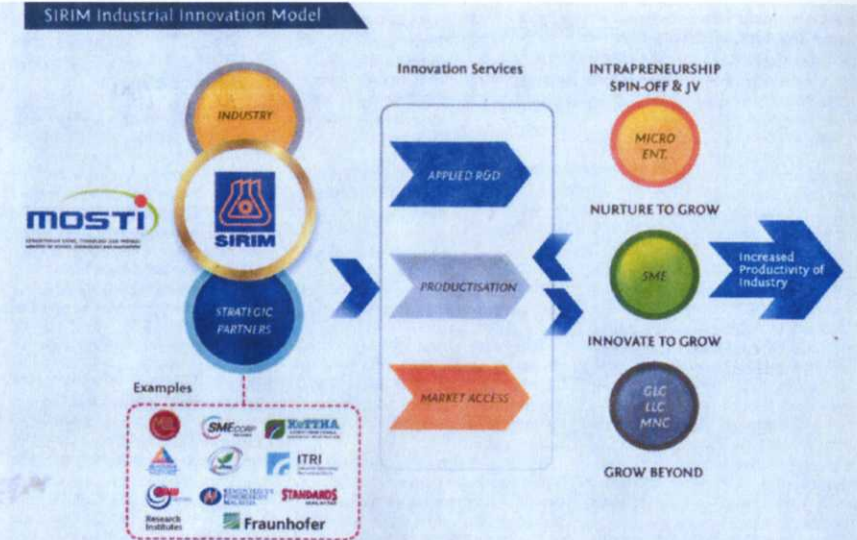 SIRIM Industrial Innovation Model
INDUSTRY
MOSTI
SIRIM
STRATEGIC
PARTNERS
Examples
SMECORP
KeTTHA
ITRI
STANDARDS
Research
Institutes
Fraunhofer
Innovation Services
APPLIED R&D
PRODUCTISATION
MARKET ACCESS
INTRAPRENEURSHIP
SPIN-OFF & JV
MICRO
ENT.
NURTURE TO GROW
SME
INNOVATE TO GROW
GLC
LLC
MNC
GROW BEYOND
Increased
Productivity of
Industry